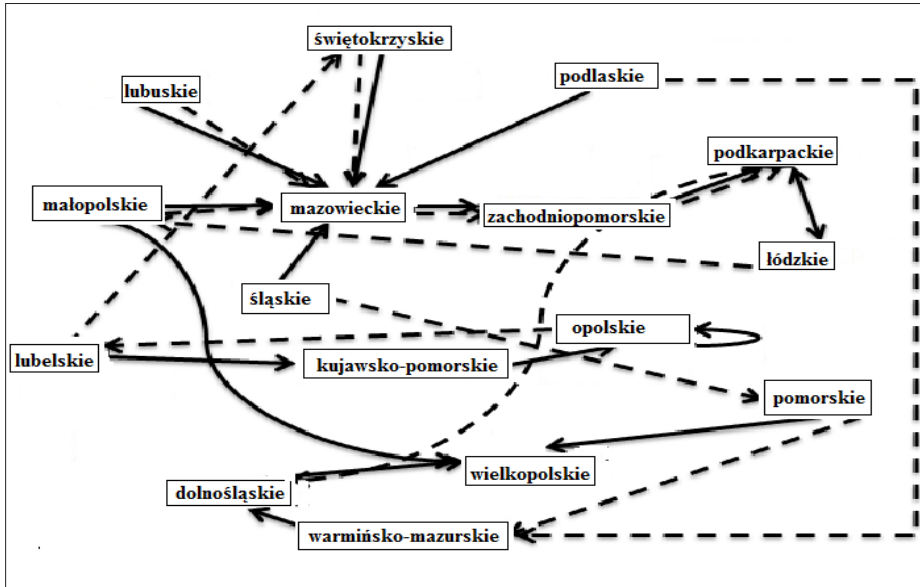 świętokrzyskie
podlaskie
lubuskie
podkarpackie
małopolskie
mazowieckie
zachodniopomorskie
łódzkie
śląskie
opolskie
lubelskie
kujawsko-pomorskie
pomorskie
wielkopolskie
dolnośląskie
warmińsko-mazurskie